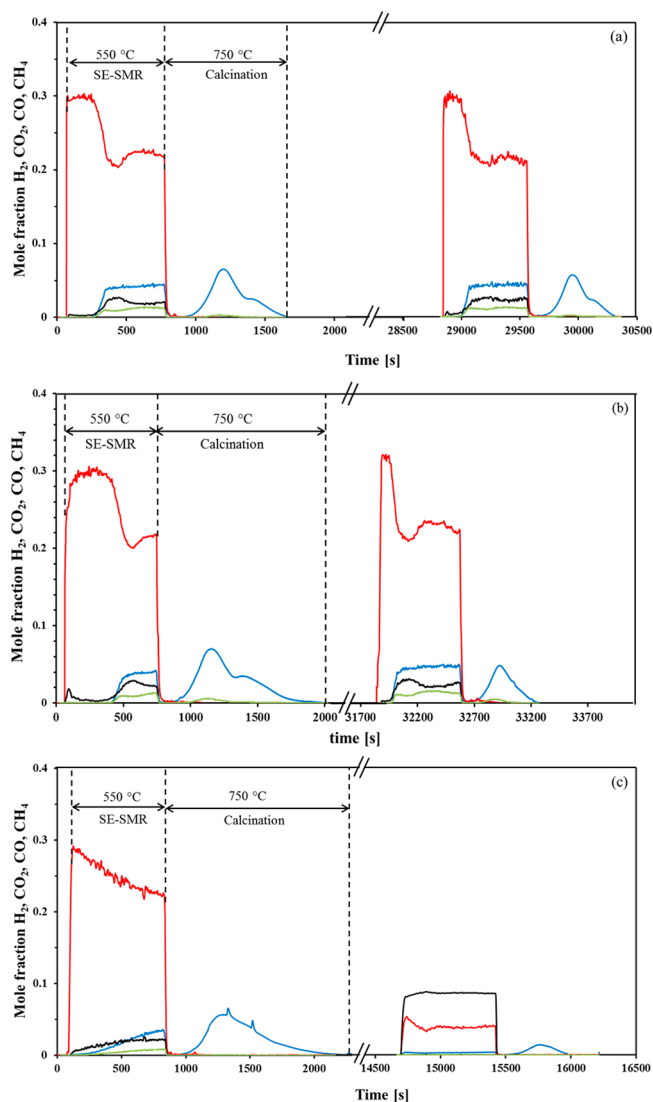 0.4
(a)
550 °C
750 °C
SE-SMR
Calcination
0.3
0.2
0.1
0
Mole fraction H2, CO2, CO, CH4
0 500 1000 1500 2000 28500 29000 29500 30000 30500
Time [s]
0.4
(b)
550 °C
750 °C
SE-SMR
Calcination
0.3
0.2
0.1
0
Mole fraction H2, CO2, CO, CH4
0 500 1000 1500 2000 31700 32200 32700 33200 33700
time [s]
0.4
(c)
550 °C
750 °C
SE-SMR
Calcination
0.3
0.2
0.1
0
Mole fraction H2, CO2, CO, CH4
0 500 1000 1500 2000 14500 15000 15500 16000 16500
Time [s]